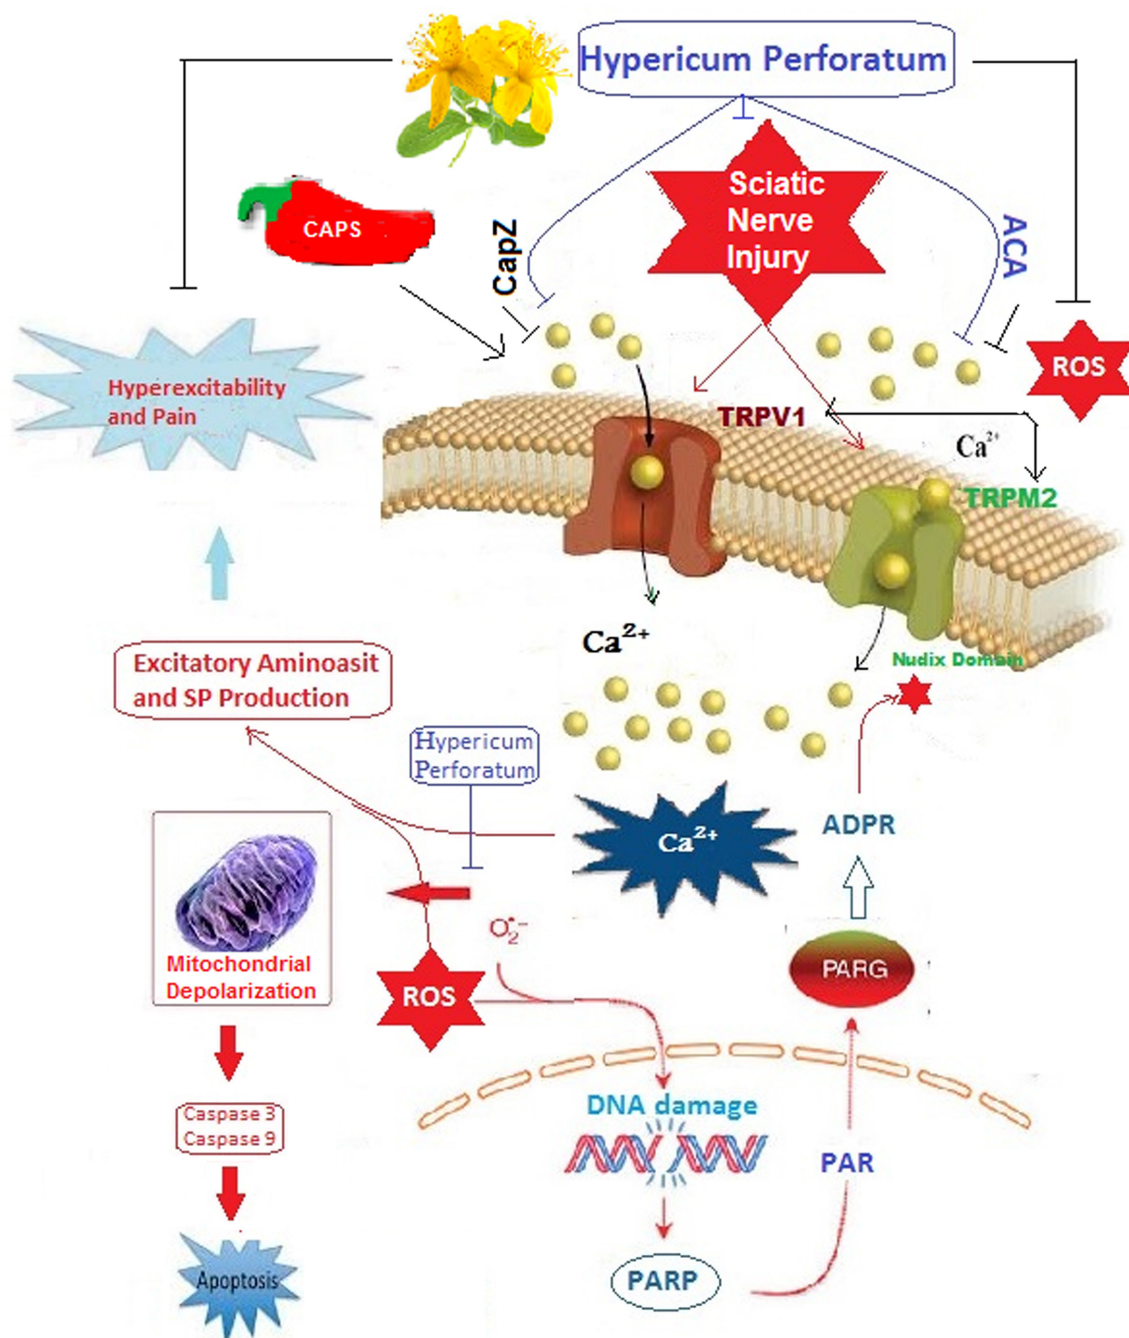 Hypericum Perforatum
Sciatic
Nerve
Injury
CAPS
CapZ
ACA
ROS
Hyperexcitability
and Pain
TRPV1
Ca2+
TRPM2
Ca2+
Nudix Domain
Excitatory Aminoasit
and SP Production
Hypericum
Perforatum
Ca2+
ADPR
O2•−
Mitochondrial
Depolarization
ROS
PARG
DNA damage
Caspase 3
Caspase 9
PAR
Apoptosis
PARP